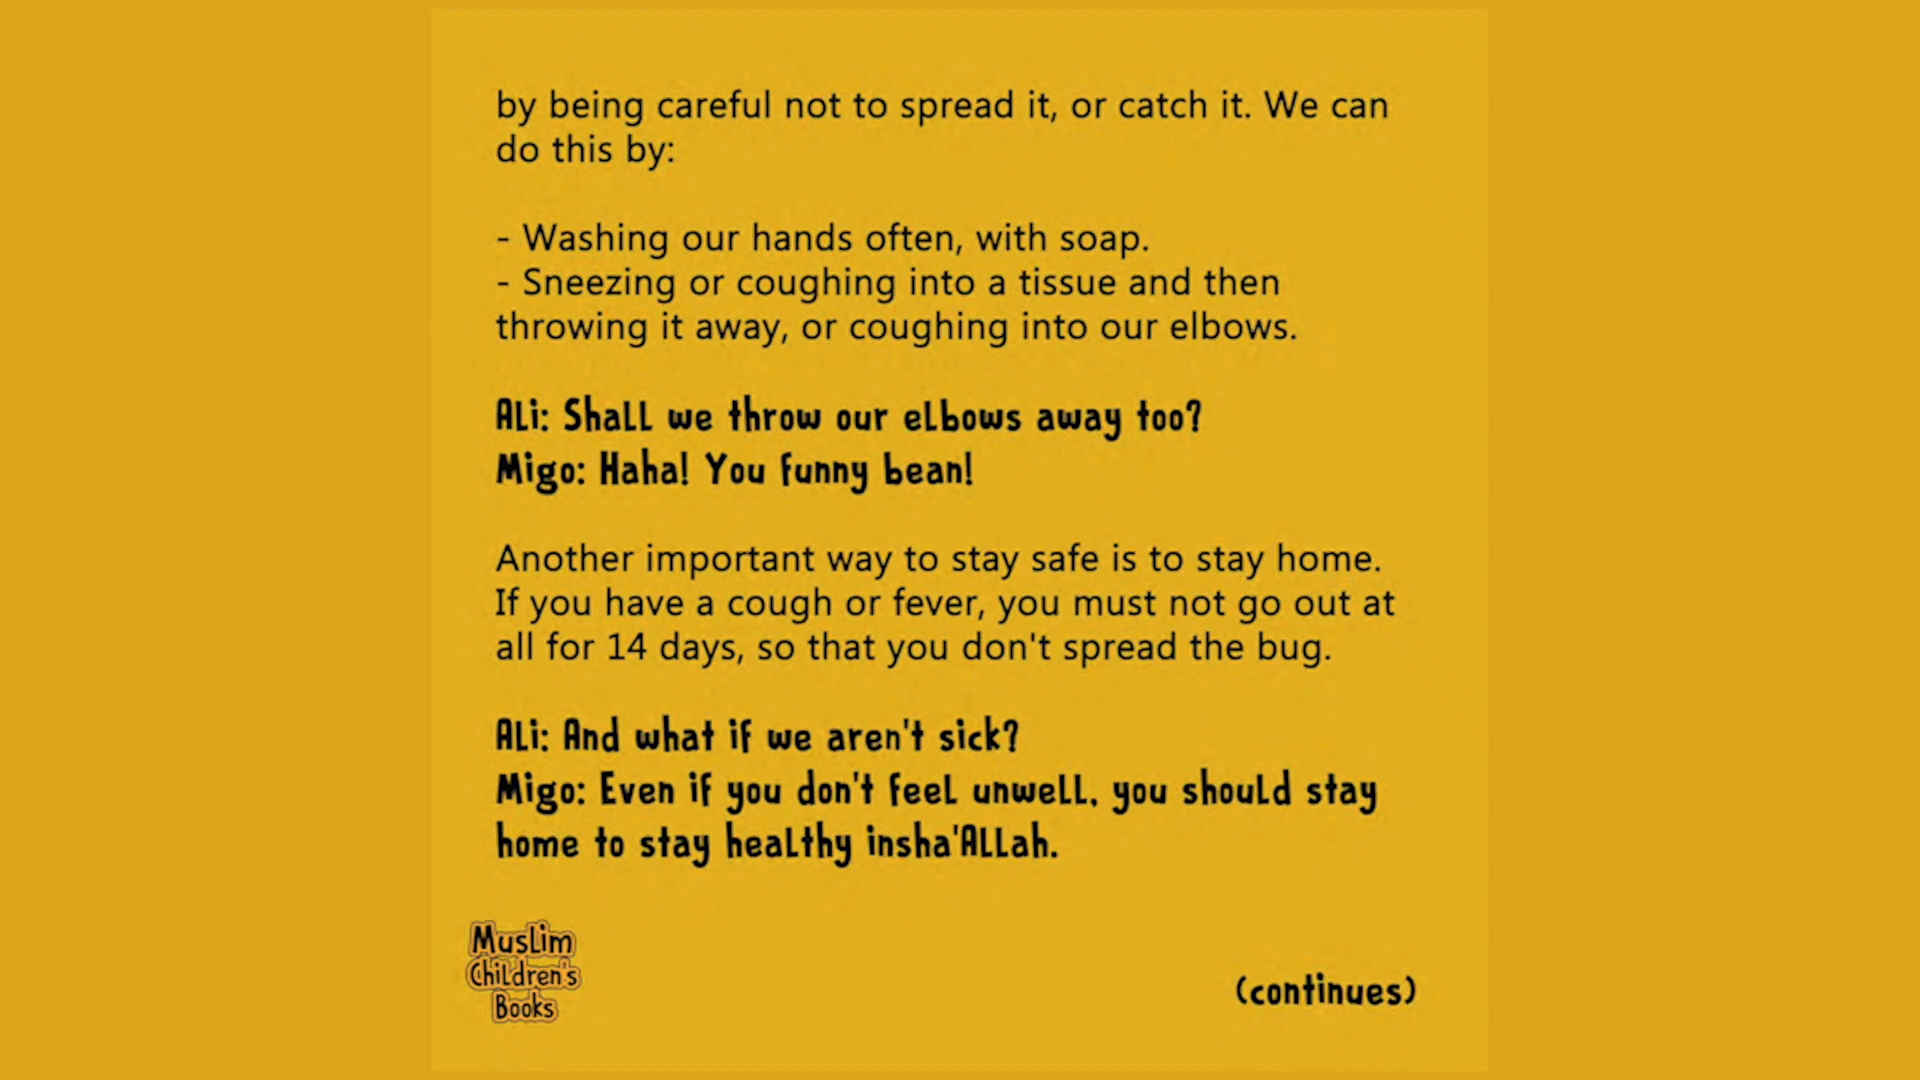 by being careful not to spread it, or catch it. We can
do this by:
- Washing our hands often, with soap.
- Sneezing or coughing into a tissue and then
throwing it away, or coughing into our elbows.
Ali: Shall we throw our elbows away too?
Migo: Haha! You funny bean!
Another important way to stay safe is to stay home.
If you have a cough or fever, you must not go out at
all for 14 days, so that you don't spread the bug.
Ali: And what if we aren't sick?
Migo: Even if you don't feel unwell, you should stay
home to stay healthy insha'Allah.
Muslim
Children's
Books
(continues)